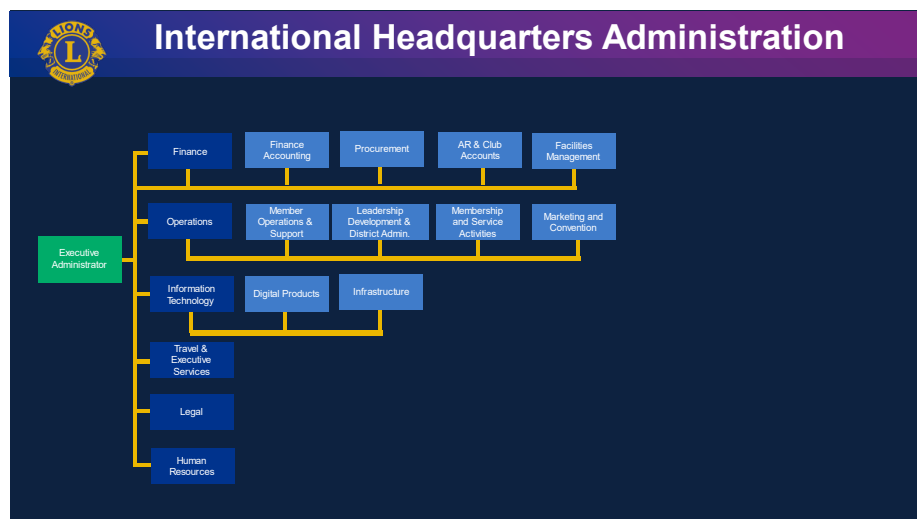 LIONS
L
INTERNATIONAL
International Headquarters Administration
Finance
Finance
Accounting
Procurement
AR & Club
Accounts
Facilities
Management
Operations
Member
Operations &
Support
Leadership
Development &
District Admin.
Membership
and Service
Activities
Marketing and
Convention
Executive
Administrator
Information
Technology
Digital Products
Infrastructure
Travel &
Executive
Services
Legal
Human
Resources